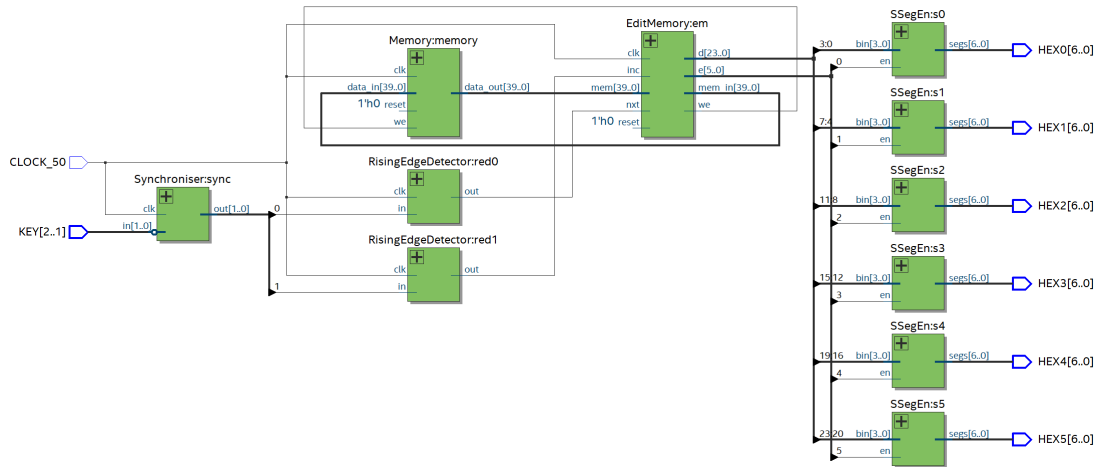 SSegEn:s0
EditMemory:em
Memory:memory
3:0 bin[3..0] segs[6..0] HEX0[6..0]
clk d[23..0]
0 en
clk inc e[5..0]
SSegEn:s1
data_in[39..0] data_out[39..0] mem[39..0] mem_in[39..0]
1'h0 reset nxt we
we 1'h0 reset
7:4 bin[3..0] segs[6..0] HEX1[6..0]
1 en
CLOCK_50
RisingEdgeDetector:red0
SSegEn:s2
Synchroniser:sync
clk out
11:8 bin[3..0] segs[6..0] HEX2[6..0]
clk out[1..0] 0 in
2 en
KEY[2..1] in[1..0]
RisingEdgeDetector:red1
SSegEn:s3
clk out
15:12 bin[3..0] segs[6..0] HEX3[6..0]
1 in
3 en
SSegEn:s4
19:16 bin[3..0] segs[6..0] HEX4[6..0]
4 en
SSegEn:s5
23:20 bin[3..0] segs[6..0] HEX5[6..0]
5 en